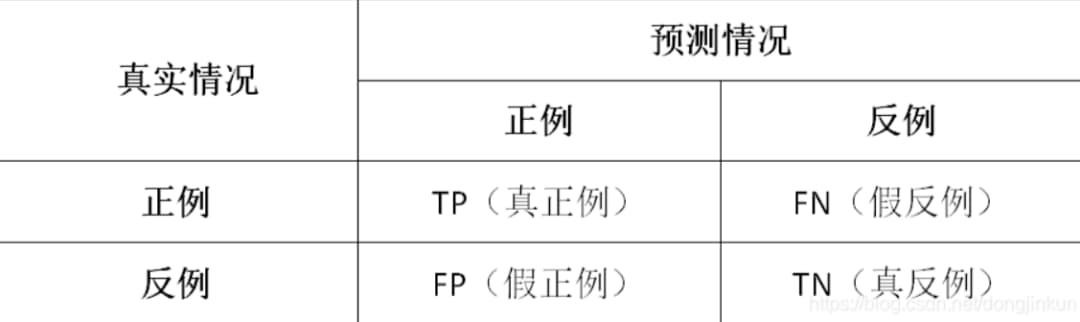 预测情况
真实情况
正例 反例
正例 TP（真正例） FN（假反例）
反例 FP（假正例） TN（真反例）
https://blog.csdn.net/dongjinkun